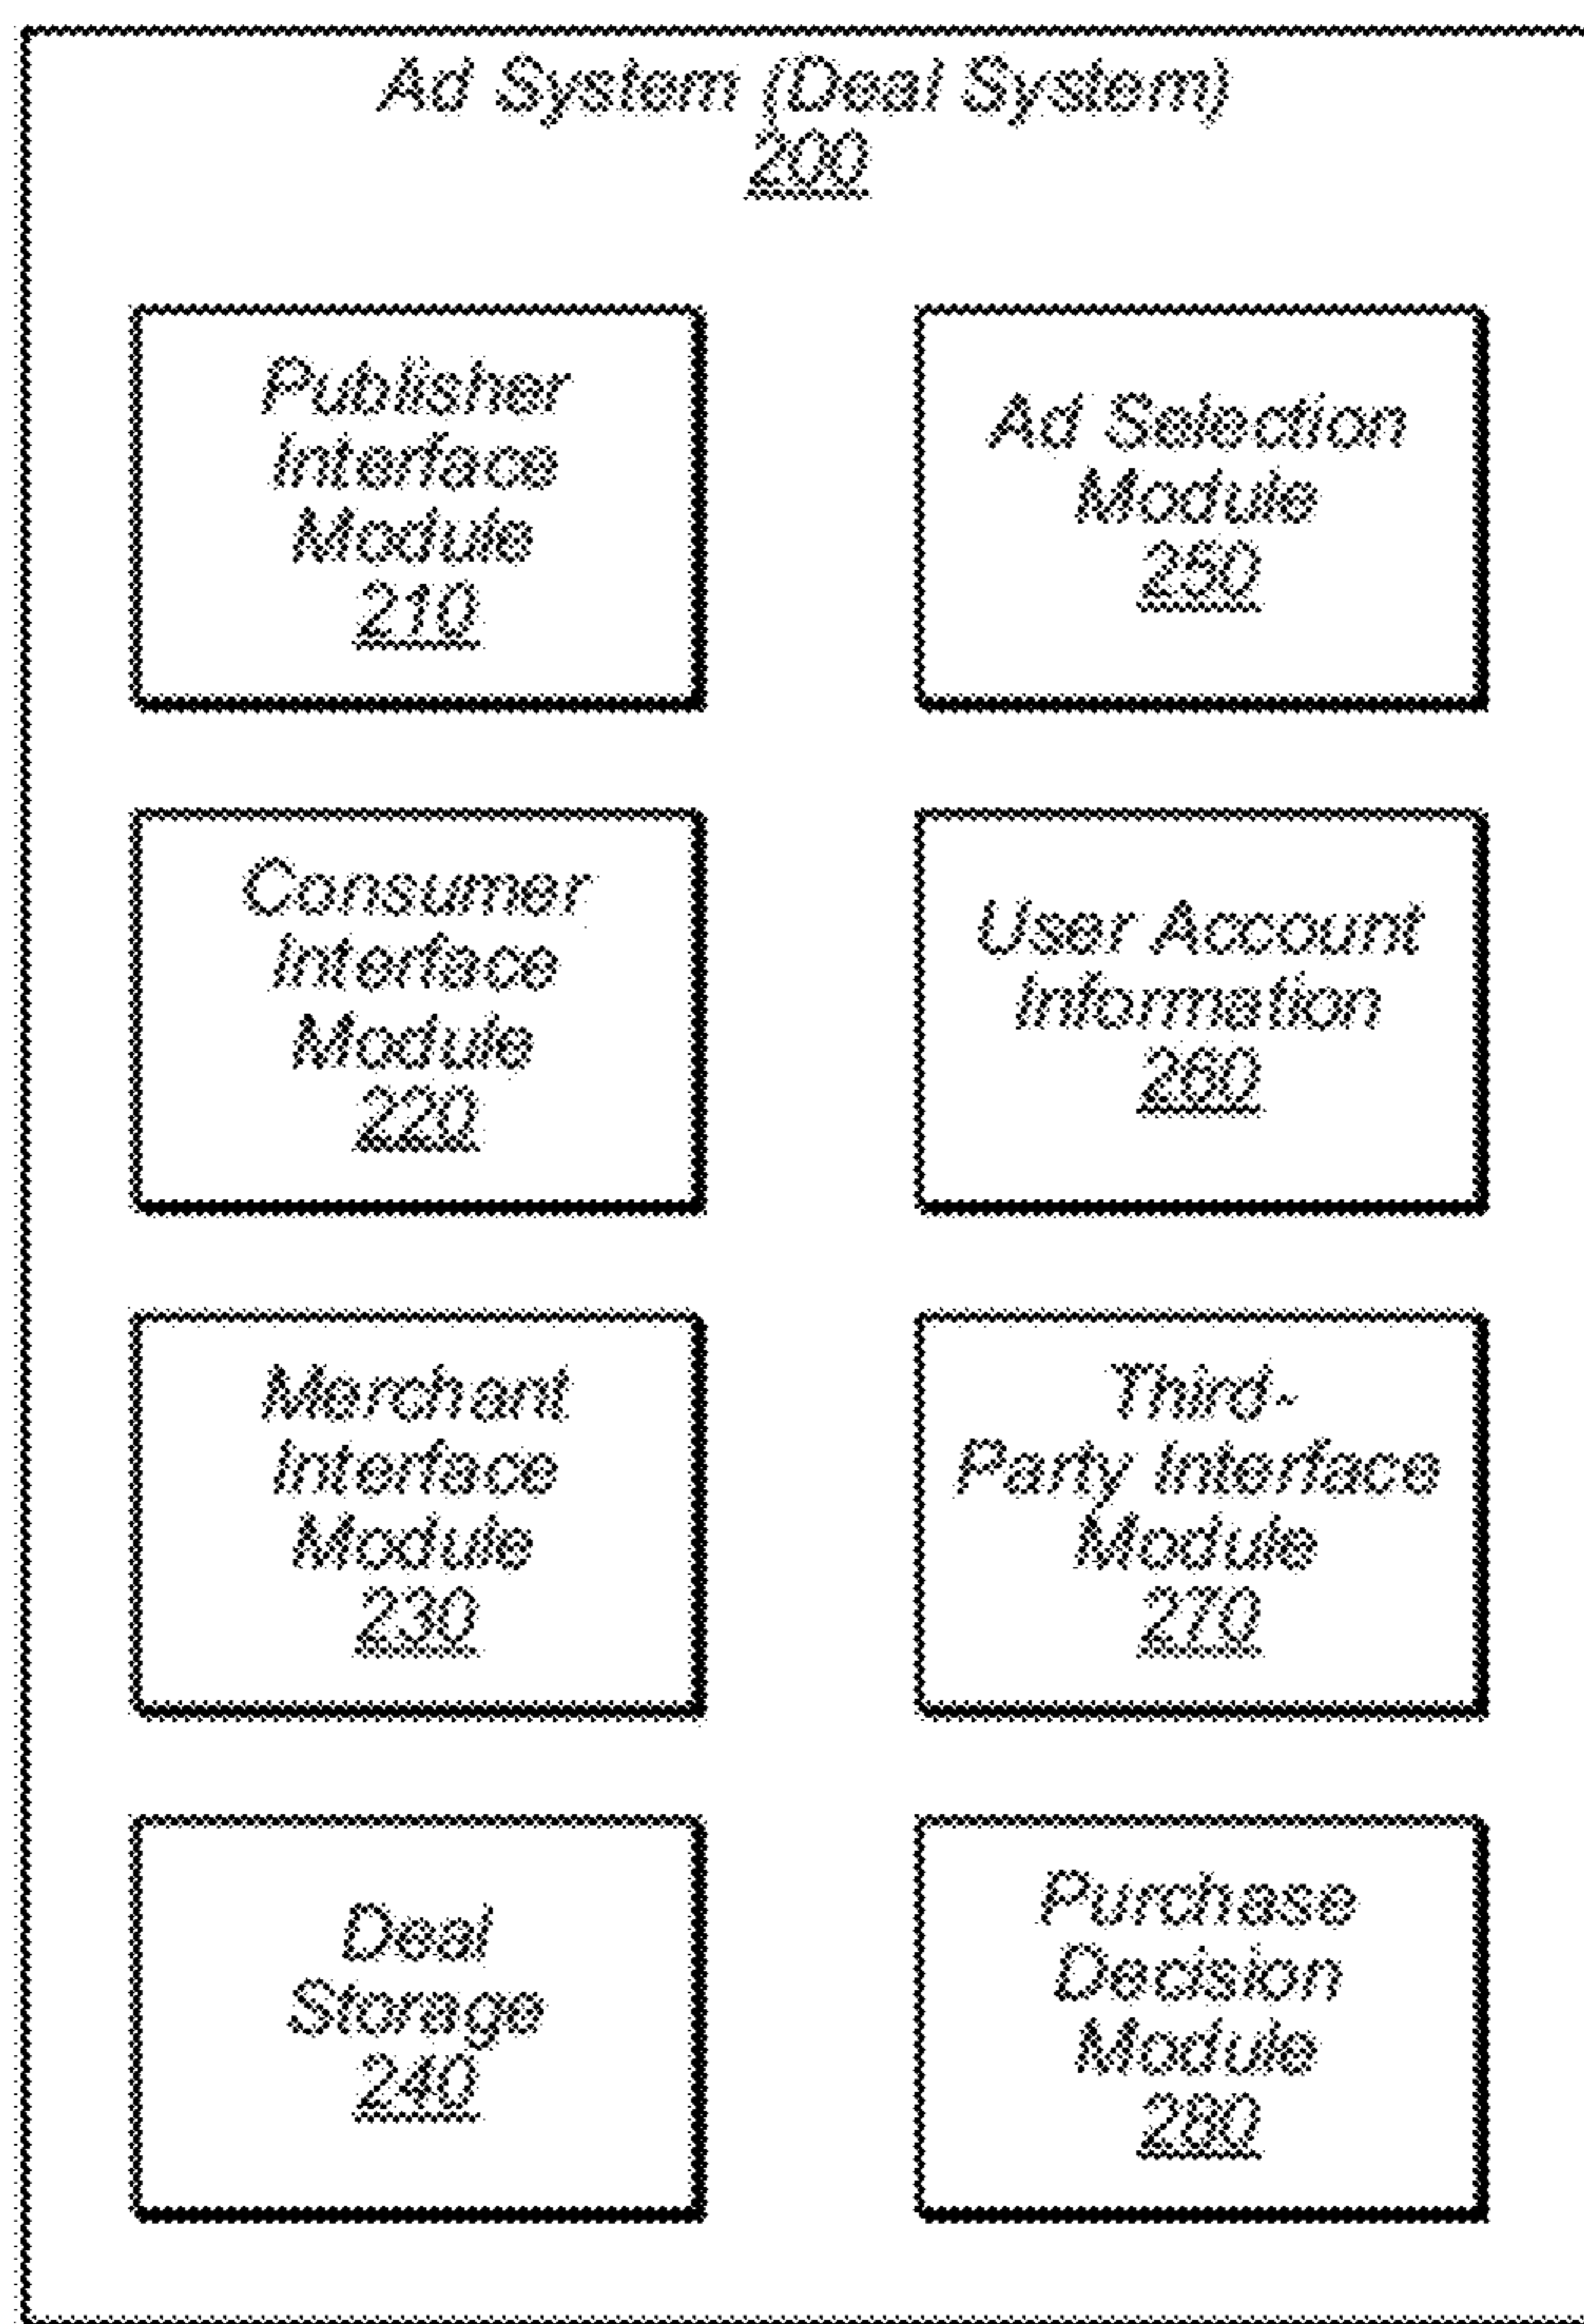 Ad System (Deal System)
200
Publisher
Interface
Module
210
Ad Selection
Module
250
Consumer
Interface
Module
220
User Account
Information
260
Merchant
Interface
Module
230
Third-
Party Interface
Module
270
Deal
Storage
240
Purchase
Decision
Module
280